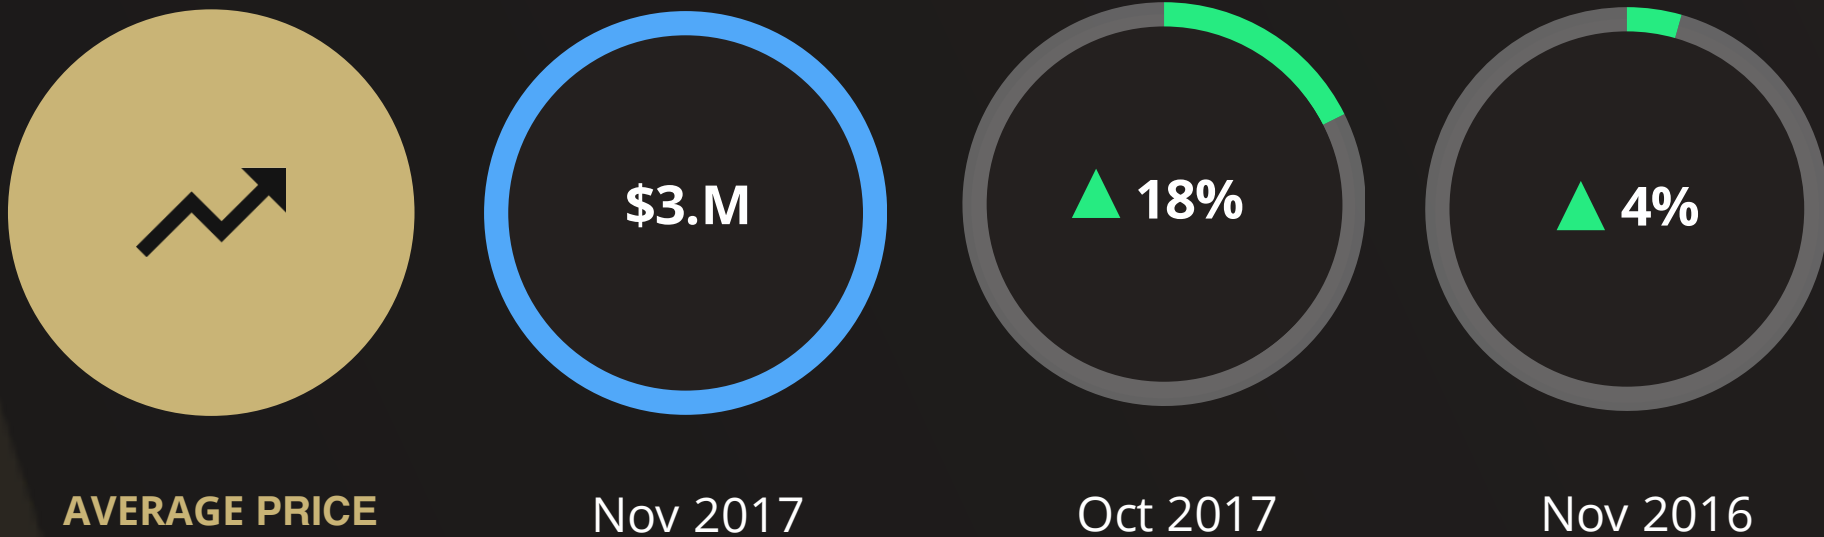 $3.M
18%
4%
AVERAGE PRICE
Nov 2017
Oct 2017
Nov 2016